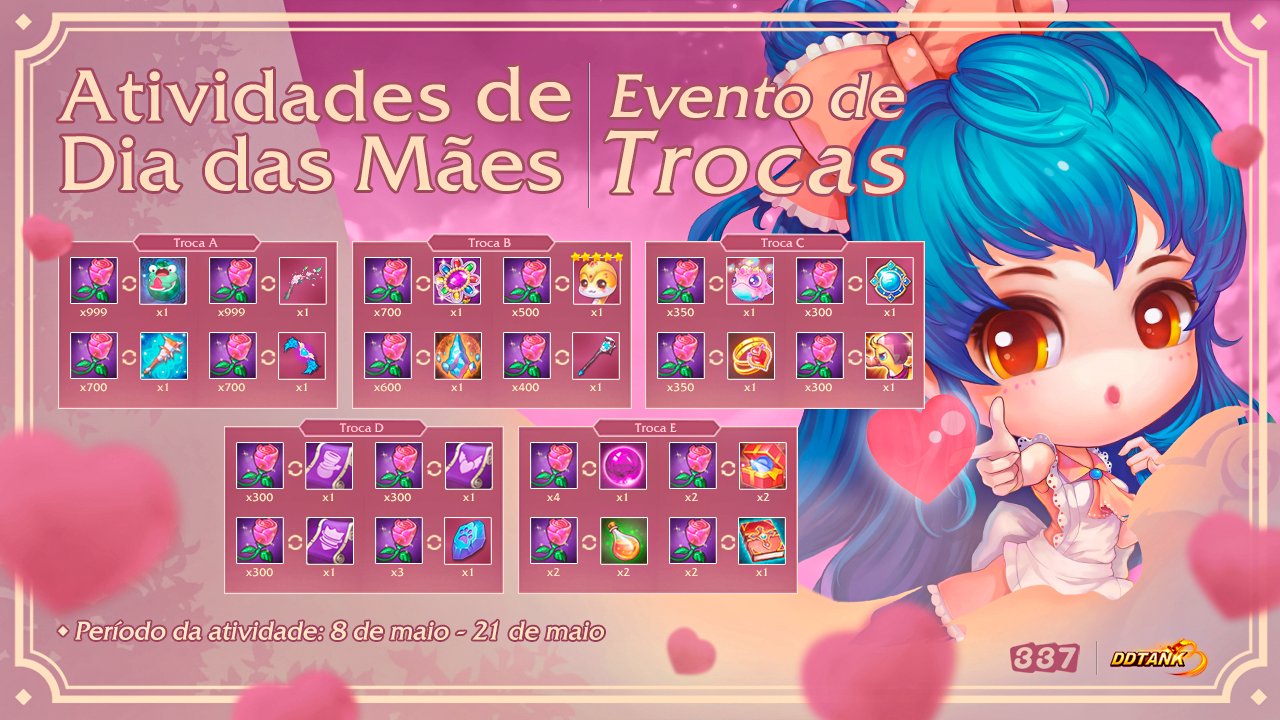 Atividades de
Dia das Mães
Evento de
Trocas
Troca A
x999 x1 x999 x1
x700 x1 x700 x1
Troca B
x700 x1 x500 x1
x600 x1 x400 x1
Troca C
x350 x1 x300 x1
x350 x1 x300 x1
Troca D
x300 x1 x300 x1
x300 x1 x3 x1
Troca E
x4 x1 x2 x2
x2 x2 x2 x1
Período da atividade: 8 de maio - 21 de maio
337
DDTANK